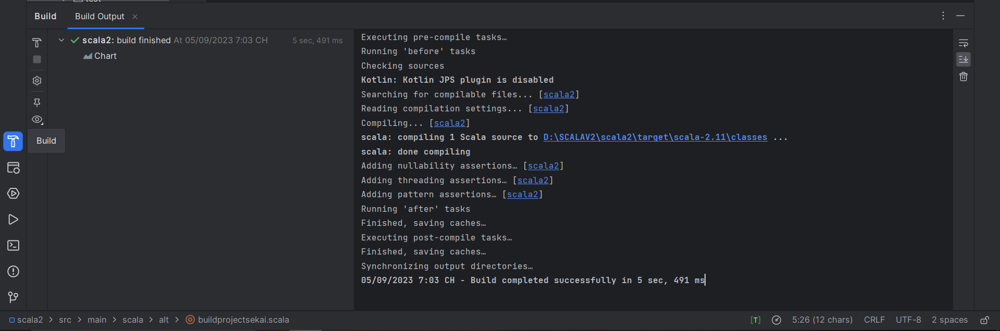 test
Build Build Output
scala2: build finished At 05/09/2023 7:03 CH 5 sec, 491 ms
Chart
Build
Executing pre-compile tasks…
Running 'before' tasks
Checking sources
Kotlin: Kotlin JPS plugin is disabled
Searching for compilable files... [scala2]
Reading compilation settings... [scala2]
Compiling... [scala2]
scala: compiling 1 Scala source to D:\SCALAV2\scala2\target\scala-2.11\classes ...
scala: done compiling
Adding nullability assertions… [scala2]
Adding threading assertions… [scala2]
Adding pattern assertions… [scala2]
Running 'after' tasks
Finished, saving caches…
Executing post-compile tasks…
Finished, saving caches…
Synchronizing output directories…
05/09/2023 7:03 CH - Build completed successfully in 5 sec, 491 ms
scala2 > src > main > scala > alt > buildprojectsekai.scala [T] 5:26 (12 chars) CRLF UTF-8 2 spaces